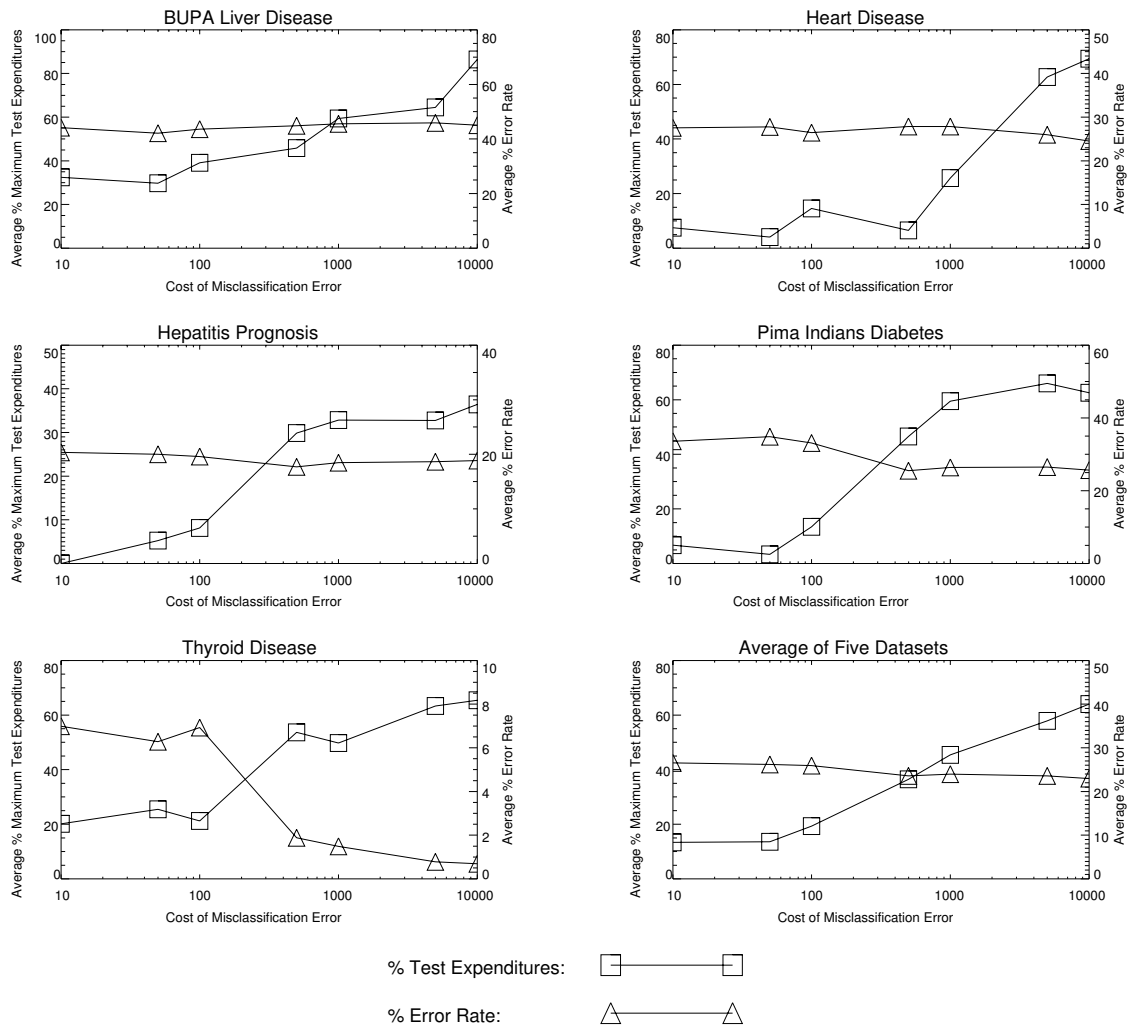 BUPA Liver Disease
Average % Maximum Test Expenditures
100
80
60
40
20
0
80
60
40
20
0
Average % Error Rate
10 100 1000 10000
Cost of Misclassification Error
Heart Disease
Average % Maximum Test Expenditures
80
60
40
20
0
50
40
30
20
10
0
Average % Error Rate
10 100 1000 10000
Cost of Misclassification Error
Hepatitis Prognosis
Average % Maximum Test Expenditures
50
40
30
20
10
0
40
20
0
Average % Error Rate
10 100 1000 10000
Cost of Misclassification Error
Pima Indians Diabetes
Average % Maximum Test Expenditures
80
60
40
20
0
60
40
20
0
Average % Error Rate
10 100 1000 10000
Cost of Misclassification Error
Thyroid Disease
Average % Maximum Test Expenditures
80
60
40
20
0
10
8
6
4
2
0
Average % Error Rate
10 100 1000 10000
Cost of Misclassification Error
Average of Five Datasets
Average % Maximum Test Expenditures
80
60
40
20
0
50
40
30
20
10
0
Average % Error Rate
10 100 1000 10000
Cost of Misclassification Error
% Test Expenditures:
% Error Rate: